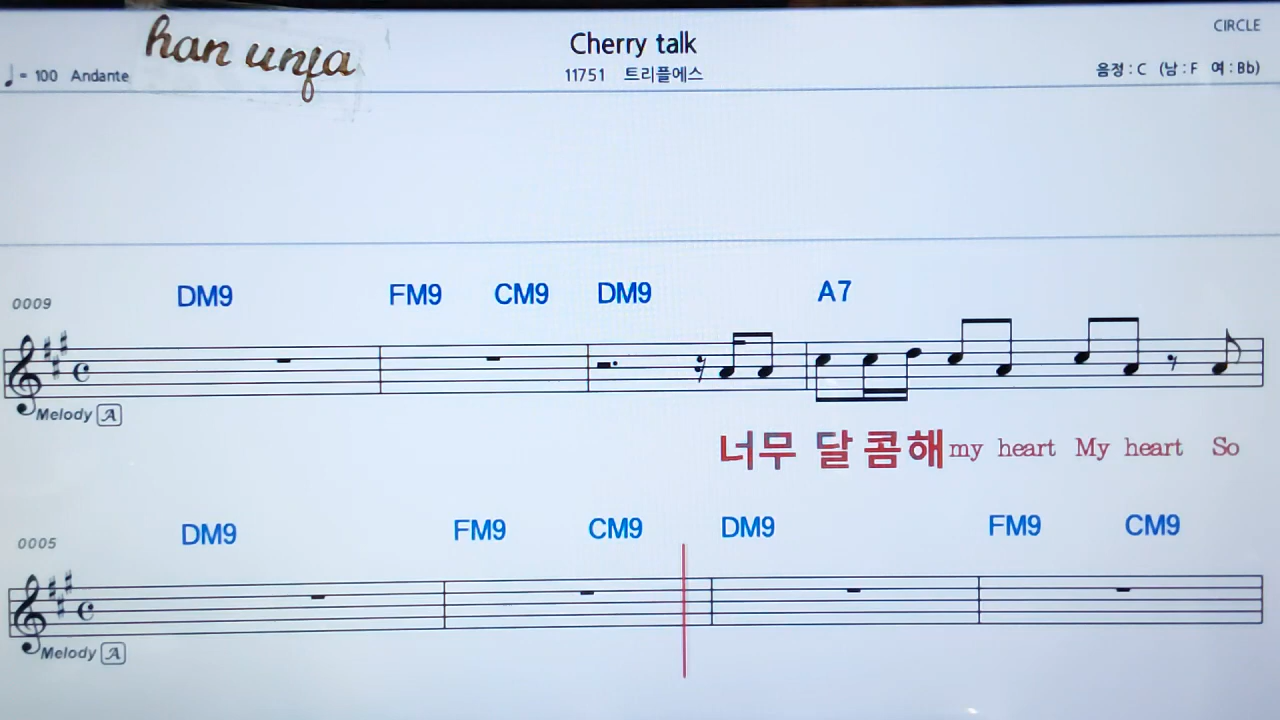 han unja
Cherry talk
CIRCLE
= 100 Andante
11751 트리플에스
음정 : C (남 : F 여 : Bb)
0009 DM9 FM9 CM9 DM9 A7
Melody A
너무 달콤해 my heart My heart So
0005 DM9 FM9 CM9 DM9 FM9 CM9
Melody A